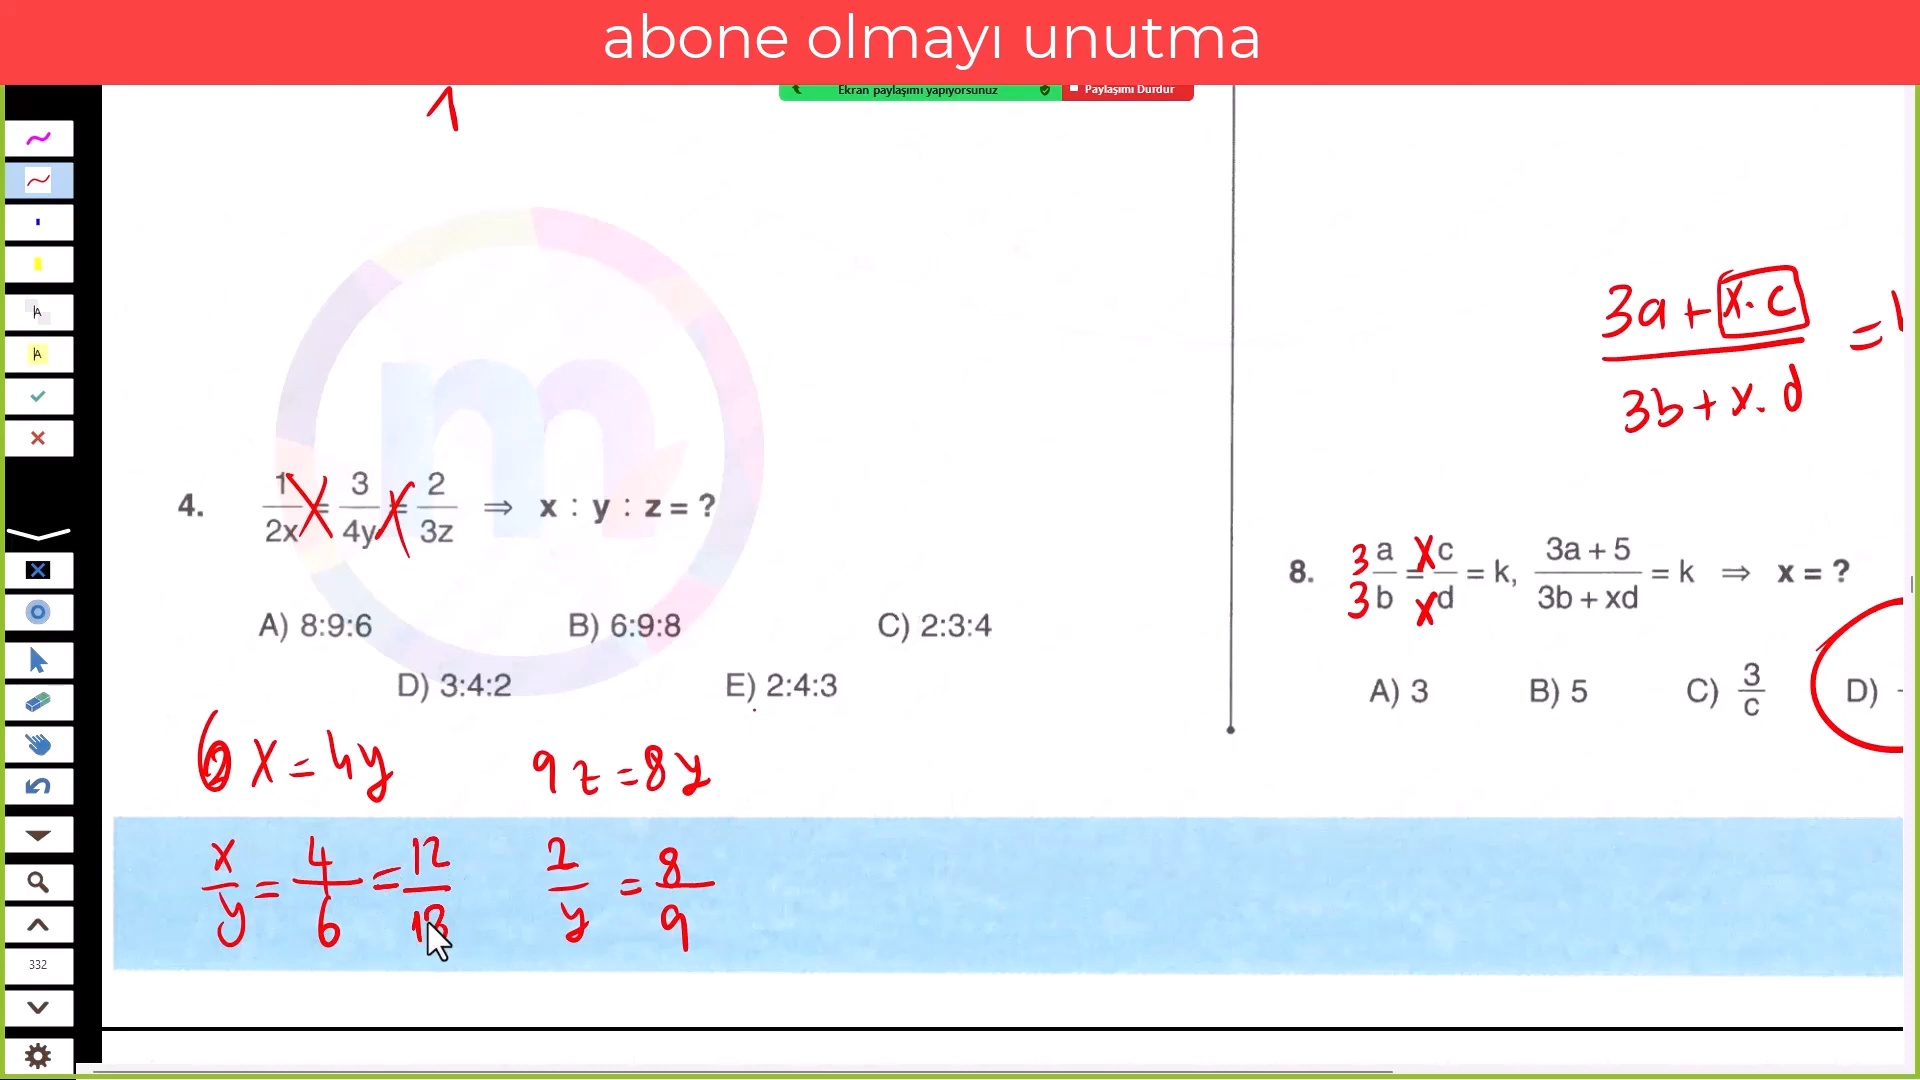 abone olmayı unutma
Ekran paylaşımı yapıyorsunuz Paylaşımı Durdur
1
m
4. 1/2x = 3/4y = 2/3z ⇒ x : y : z = ?
A) 8:9:6 B) 6:9:8 C) 2:3:4
D) 3:4:2 E) 2:4:3
6x = 4y 9z = 8y
x/y = 4/6 = 12/18 z/y = 8/9
3a + x.c / 3b + x.d =
8. 3 a / 3 b = x c / x d = k, 3a + 5 / 3b + xd = k ⇒ x = ?
A) 3 B) 5 C) 3/c D)
332